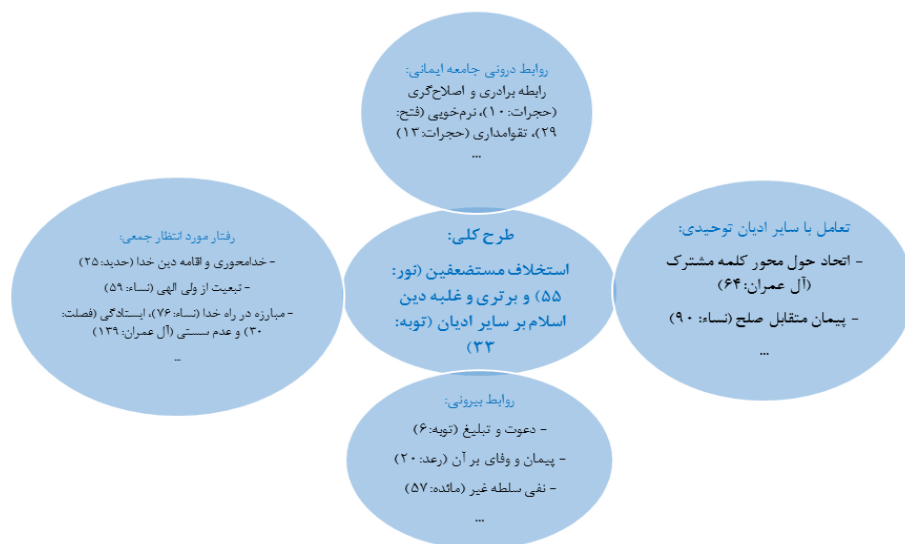 روابط درونی جامعه ایمانی:
رابطه برادری و اصلاح‌گری
(حجرات: ۱۰)، نرم‌خویی (فتح:
۲۹)، تقوامداری (حجرات: ۱۳)
...
تعامل با سایر ادیان توحیدی:
- اتحاد حول محور کلمه مشترک
(آل عمران: ۶۴)
- پیمان متقابل صلح (نساء: ۹۰)
...
طرح کلی:
استخلاف مستضعفین (نور:
۵۵) و برتری و غلبه دین
اسلام بر سایر ادیان (توبه:
۳۳)
رفتار مورد انتظار جمعی:
- خدامحوری و اقامه دین خدا (حدید: ۲۵)
- تبعیت از ولی الهی (نساء: ۵۹)
- مبارزه در راه خدا (نساء: ۷۶)، ایستادگی (فصلت:
۳۰) و عدم سستی (آل عمران: ۱۳۹)
...
روابط بیرونی:
- دعوت و تبلیغ (توبه: ۶)
- پیمان و وفای بر آن (رعد: ۲۰)
- نفی سلطه غیر (مائده: ۵۷)
...